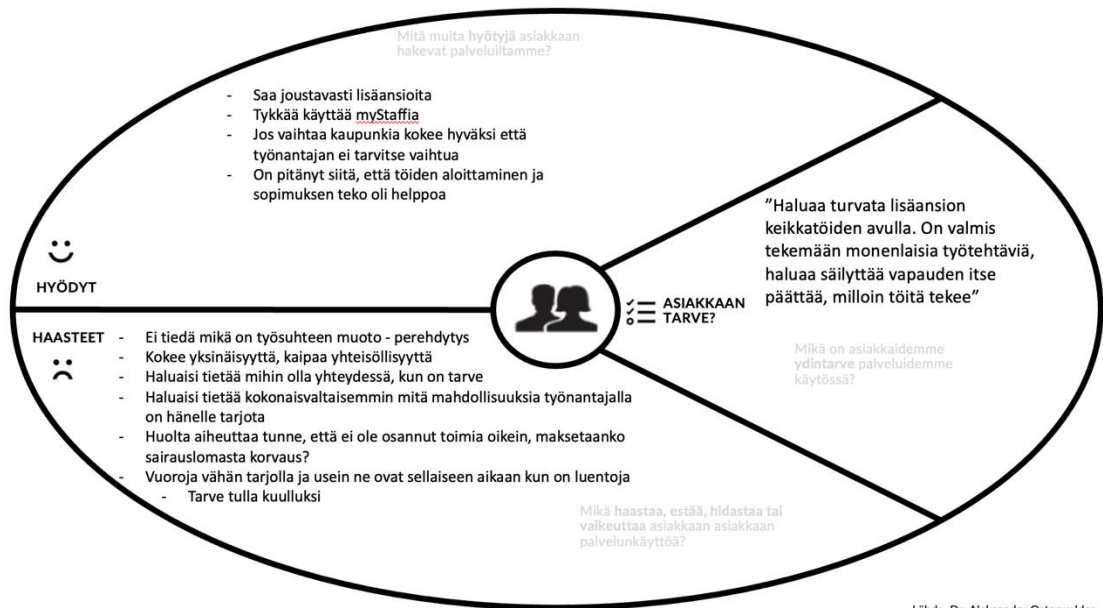 Mitä muita hyötyjä asiakkaan
hakevat palveluiltamme?
- Saa joustavasti lisäansioita
- Tykkää käyttää myStaffia
- Jos vaihtaa kaupunkia kokee hyväksi että
työnantajan ei tarvitse vaihtua
- On pitänyt siitä, että töiden aloittaminen ja
sopimuksen teko oli helppoa
HYÖDYT
"Haluaa turvata lisäansion
keikkatöiden avulla. On valmis
tekemään monenlaisia työtehtäviä,
haluaa säilyttää vapauden itse
päättää, milloin töitä tekee"
ASIAKKAAN
TARVE?
Mikä on asiakkaidemme
ydintarve palveluidemme
käytössä?
HAASTEET
- Ei tiedä mikä on työsuhteen muoto - perehdytys
- Kokee yksinäisyyttä, kaipaa yhteisöllisyyttä
- Haluaisi tietää mihin olla yhteydessä, kun on tarve
- Haluaisi tietää kokonaisvaltaisemmin mitä mahdollisuuksia työnantajalla
on hänelle tarjota
- Huolta aiheuttaa tunne, että ei ole osannut toimia oikein, maksetaanko
sairauslomasta korvaus?
- Vuoroja vähän tarjolla ja usein ne ovat sellaiseen aikaan kun on luentoja
- Tarve tulla kuulluksi
Mikä haastaa, estää, hidastaa tai
vaikeuttaa asiakkaan asiakkaan
palvelunkäyttöä?